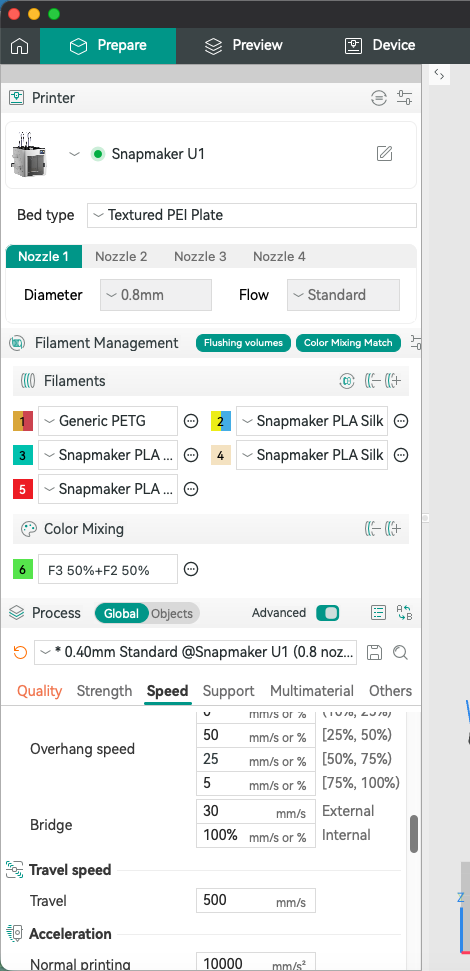 Prepare
Preview
Device
Printer
Snapmaker U1
Bed type
Textured PEI Plate
Nozzle 1
Nozzle 2
Nozzle 3
Nozzle 4
Diameter
0.8mm
Flow
Standard
Filament Management
Flushing volumes
Color Mixing Match
Filaments
1 Generic PETG
2 Snapmaker PLA Silk
3 Snapmaker PLA ...
4 Snapmaker PLA Silk
5 Snapmaker PLA ...
Color Mixing
6 F3 50%+F2 50%
Process
Global
Objects
Advanced
A
B
* 0.40mm Standard @Snapmaker U1 (0.8 noz...
Quality
Strength
Speed
Support
Multimaterial
Others
0 mm/s or % (10%, 25%)
Overhang speed
50 mm/s or % [25%, 50%)
25 mm/s or % [50%, 75%)
5 mm/s or % [75%, 100%)
Bridge
30 mm/s External
100% mm/s or % Internal
Travel speed
Travel 500 mm/s
Acceleration
Normal printing 10000 mm/s²
Z